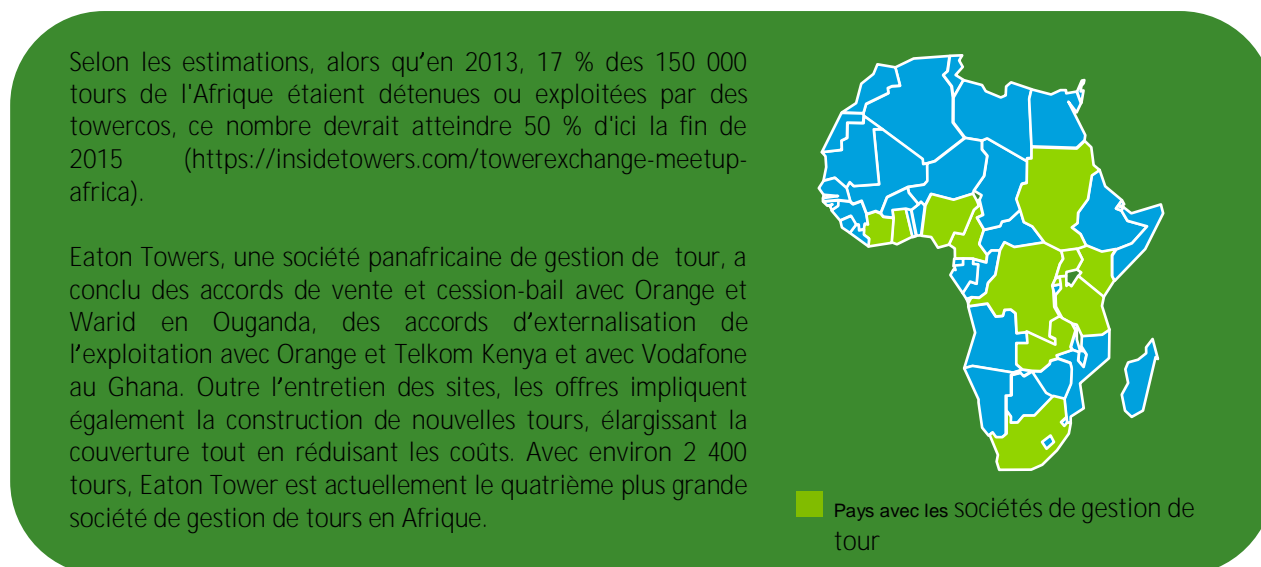 Selon les estimations, alors qu’en 2013, 17 % des 150 000
tours de l'Afrique étaient détenues ou exploitées par des
towercos, ce nombre devrait atteindre 50 % d'ici la fin de
2015 (https://insidetowers.com/towerexchange-meetup-
africa).
Eaton Towers, une société panafricaine de gestion de tour, a
conclu des accords de vente et cession-bail avec Orange et
Warid en Ouganda, des accords d’externalisation de
l’exploitation avec Orange et Telkom Kenya et avec Vodafone
au Ghana. Outre l’entretien des sites, les offres impliquent
également la construction de nouvelles tours, élargissant la
couverture tout en réduisant les coûts. Avec environ 2 400
tours, Eaton Tower est actuellement le quatrième plus grande
société de gestion de tours en Afrique.
Pays avec les sociétés de gestion de
tour